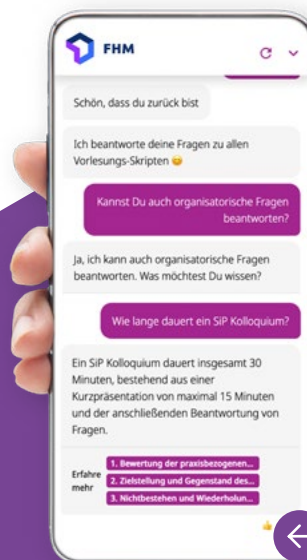 FHM
Schön, dass du zurück bist
Ich beantworte deine Fragen zu allen
Vorlesungs-Skripten 😊
Kannst Du auch organisatorische Fragen
beantworten?
Ja, ich kann auch organisatorische Fragen
beantworten. Was möchtest Du wissen?
Wie lange dauert ein SiP Kolloquium?
Ein SiP Kolloquium dauert insgesamt 30
Minuten, bestehend aus einer
Kurzpräsentation von maximal 15 Minuten
und der anschließenden Beantwortung von
Fragen.
Erfahre
mehr
1. Bewertung der praxisbezogenen...
2. Zielstellung und Gegenstand des...
3. Nichtbestehen und Wiederholun...